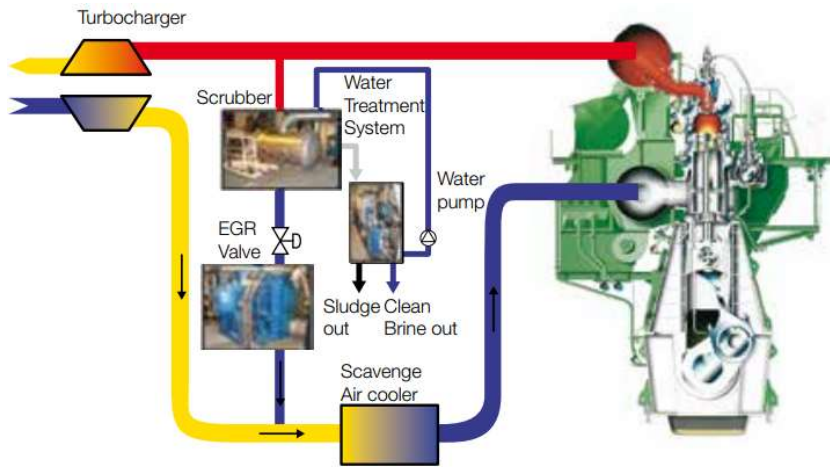 Turbocharger
Scrubber
Water
Treatment
System
Water
pump
EGR
Valve
D
Sludge
out
Clean
Brine out
Scavenge
Air cooler